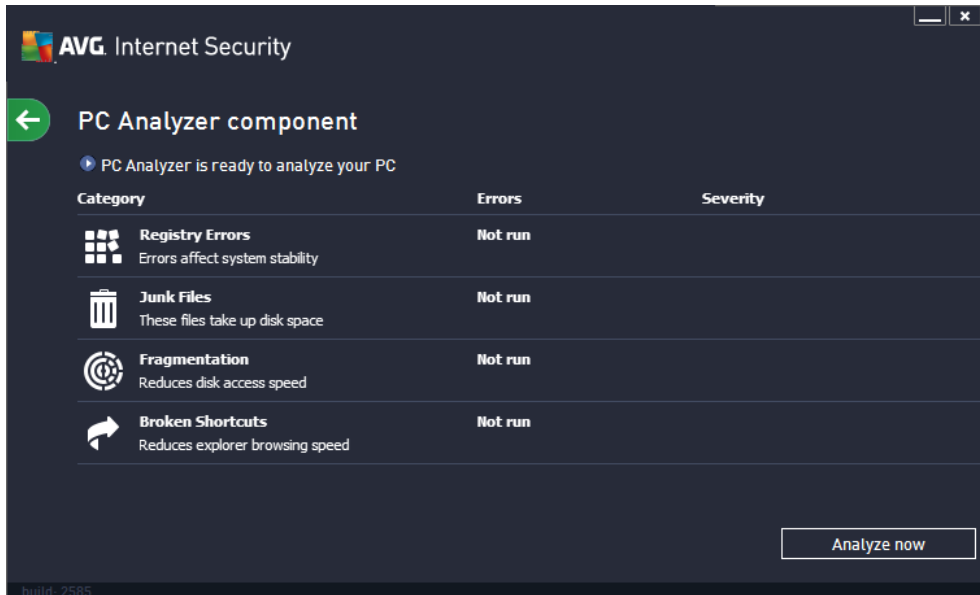 AVG. Internet Security
PC Analyzer component
PC Analyzer is ready to analyze your PC
Category Errors Severity
Registry Errors Not run
Errors affect system stability
Junk Files Not run
These files take up disk space
Fragmentation Not run
Reduces disk access speed
Broken Shortcuts Not run
Reduces explorer browsing speed
Analyze now
build- 2585